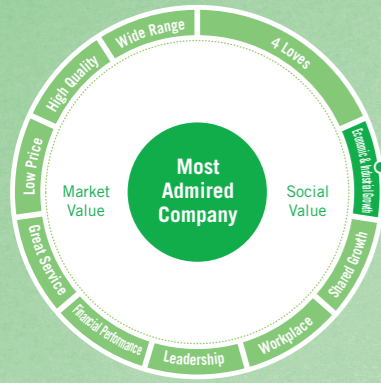 Wide Range
4 Loves
High Quality
Economic & Industrial Growth
Low Price
Most
Admired
Company
Market
Value
Social
Value
Great Service
Shared Growth
Financial Performance
Workplace
Leadership